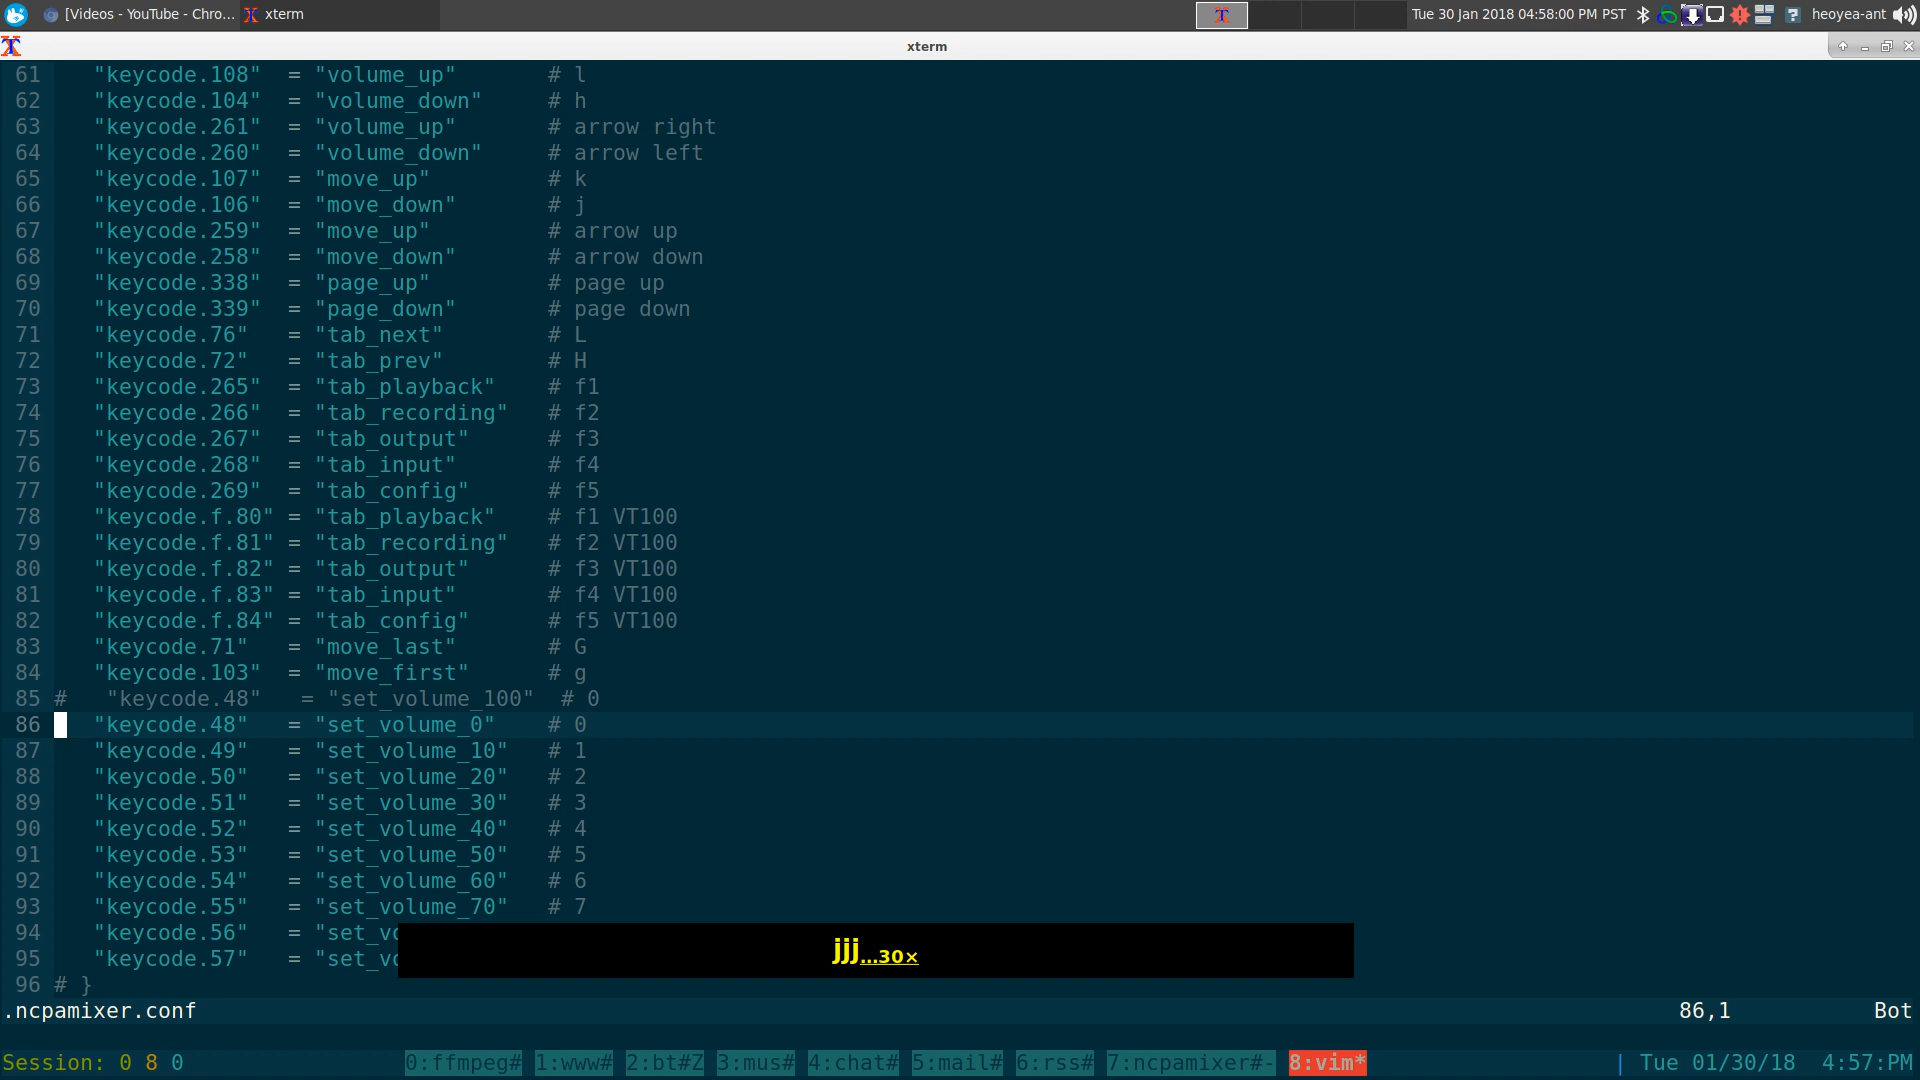 [Videos - YouTube - Chro... xterm Tue 30 Jan 2018 04:58:00 PM PST heoyea-ant
xterm
61 "keycode.108" = "volume_up" # l
62 "keycode.104" = "volume_down" # h
63 "keycode.261" = "volume_up" # arrow right
64 "keycode.260" = "volume_down" # arrow left
65 "keycode.107" = "move_up" # k
66 "keycode.106" = "move_down" # j
67 "keycode.259" = "move_up" # arrow up
68 "keycode.258" = "move_down" # arrow down
69 "keycode.338" = "page_up" # page up
70 "keycode.339" = "page_down" # page down
71 "keycode.76" = "tab_next" # L
72 "keycode.72" = "tab_prev" # H
73 "keycode.265" = "tab_playback" # f1
74 "keycode.266" = "tab_recording" # f2
75 "keycode.267" = "tab_output" # f3
76 "keycode.268" = "tab_input" # f4
77 "keycode.269" = "tab_config" # f5
78 "keycode.f.80" = "tab_playback" # f1 VT100
79 "keycode.f.81" = "tab_recording" # f2 VT100
80 "keycode.f.82" = "tab_output" # f3 VT100
81 "keycode.f.83" = "tab_input" # f4 VT100
82 "keycode.f.84" = "tab_config" # f5 VT100
83 "keycode.71" = "move_last" # G
84 "keycode.103" = "move_first" # g
85 # "keycode.48" = "set_volume_100" # 0
86 "keycode.48" = "set_volume_0" # 0
87 "keycode.49" = "set_volume_10" # 1
88 "keycode.50" = "set_volume_20" # 2
89 "keycode.51" = "set_volume_30" # 3
90 "keycode.52" = "set_volume_40" # 4
91 "keycode.53" = "set_volume_50" # 5
92 "keycode.54" = "set_volume_60" # 6
93 "keycode.55" = "set_volume_70" # 7
94 "keycode.56" = "set_vo
95 "keycode.57" = "set_vo
jjj...30×
96 # }
.ncpamixer.conf 86,1 Bot
Session: 0 8 0 0:ffmpeg# 1:www# 2:bt#Z 3:mus# 4:chat# 5:mail# 6:rss# 7:ncpamixer#- 8:vim* | Tue 01/30/18 4:57:PM